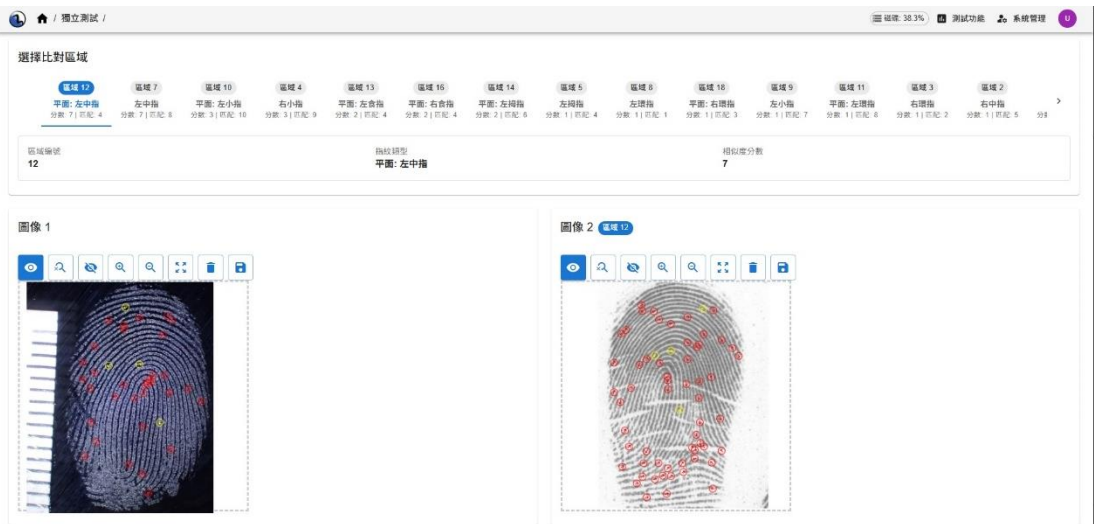 / 獨立測試 /
磁碟: 38.3%
測試功能
系統管理
U
選擇比對區域
區域 12
平面: 左中指
分數: 7 | 匹配: 4
區域 7
左中指
分數: 7 | 匹配: 8
區域 10
平面: 左小指
分數: 3 | 匹配: 10
區域 4
右小指
分數: 3 | 匹配: 9
區域 13
平面: 左食指
分數: 2 | 匹配: 4
區域 16
平面: 右食指
分數: 2 | 匹配: 4
區域 14
平面: 左拇指
分數: 2 | 匹配: 6
區域 5
左拇指
分數: 1 | 匹配: 4
區域 8
左環指
分數: 1 | 匹配: 1
區域 18
平面: 右環指
分數: 1 | 匹配: 3
區域 9
左小指
分數: 1 | 匹配: 7
區域 11
平面: 左環指
分數: 1 | 匹配: 8
區域 3
右環指
分數: 1 | 匹配: 2
區域 2
右中指
分數: 1 | 匹配: 5
區域編號
12
指紋類型
平面: 左中指
相似度分數
7
圖像 1
圖像 2 區域 12